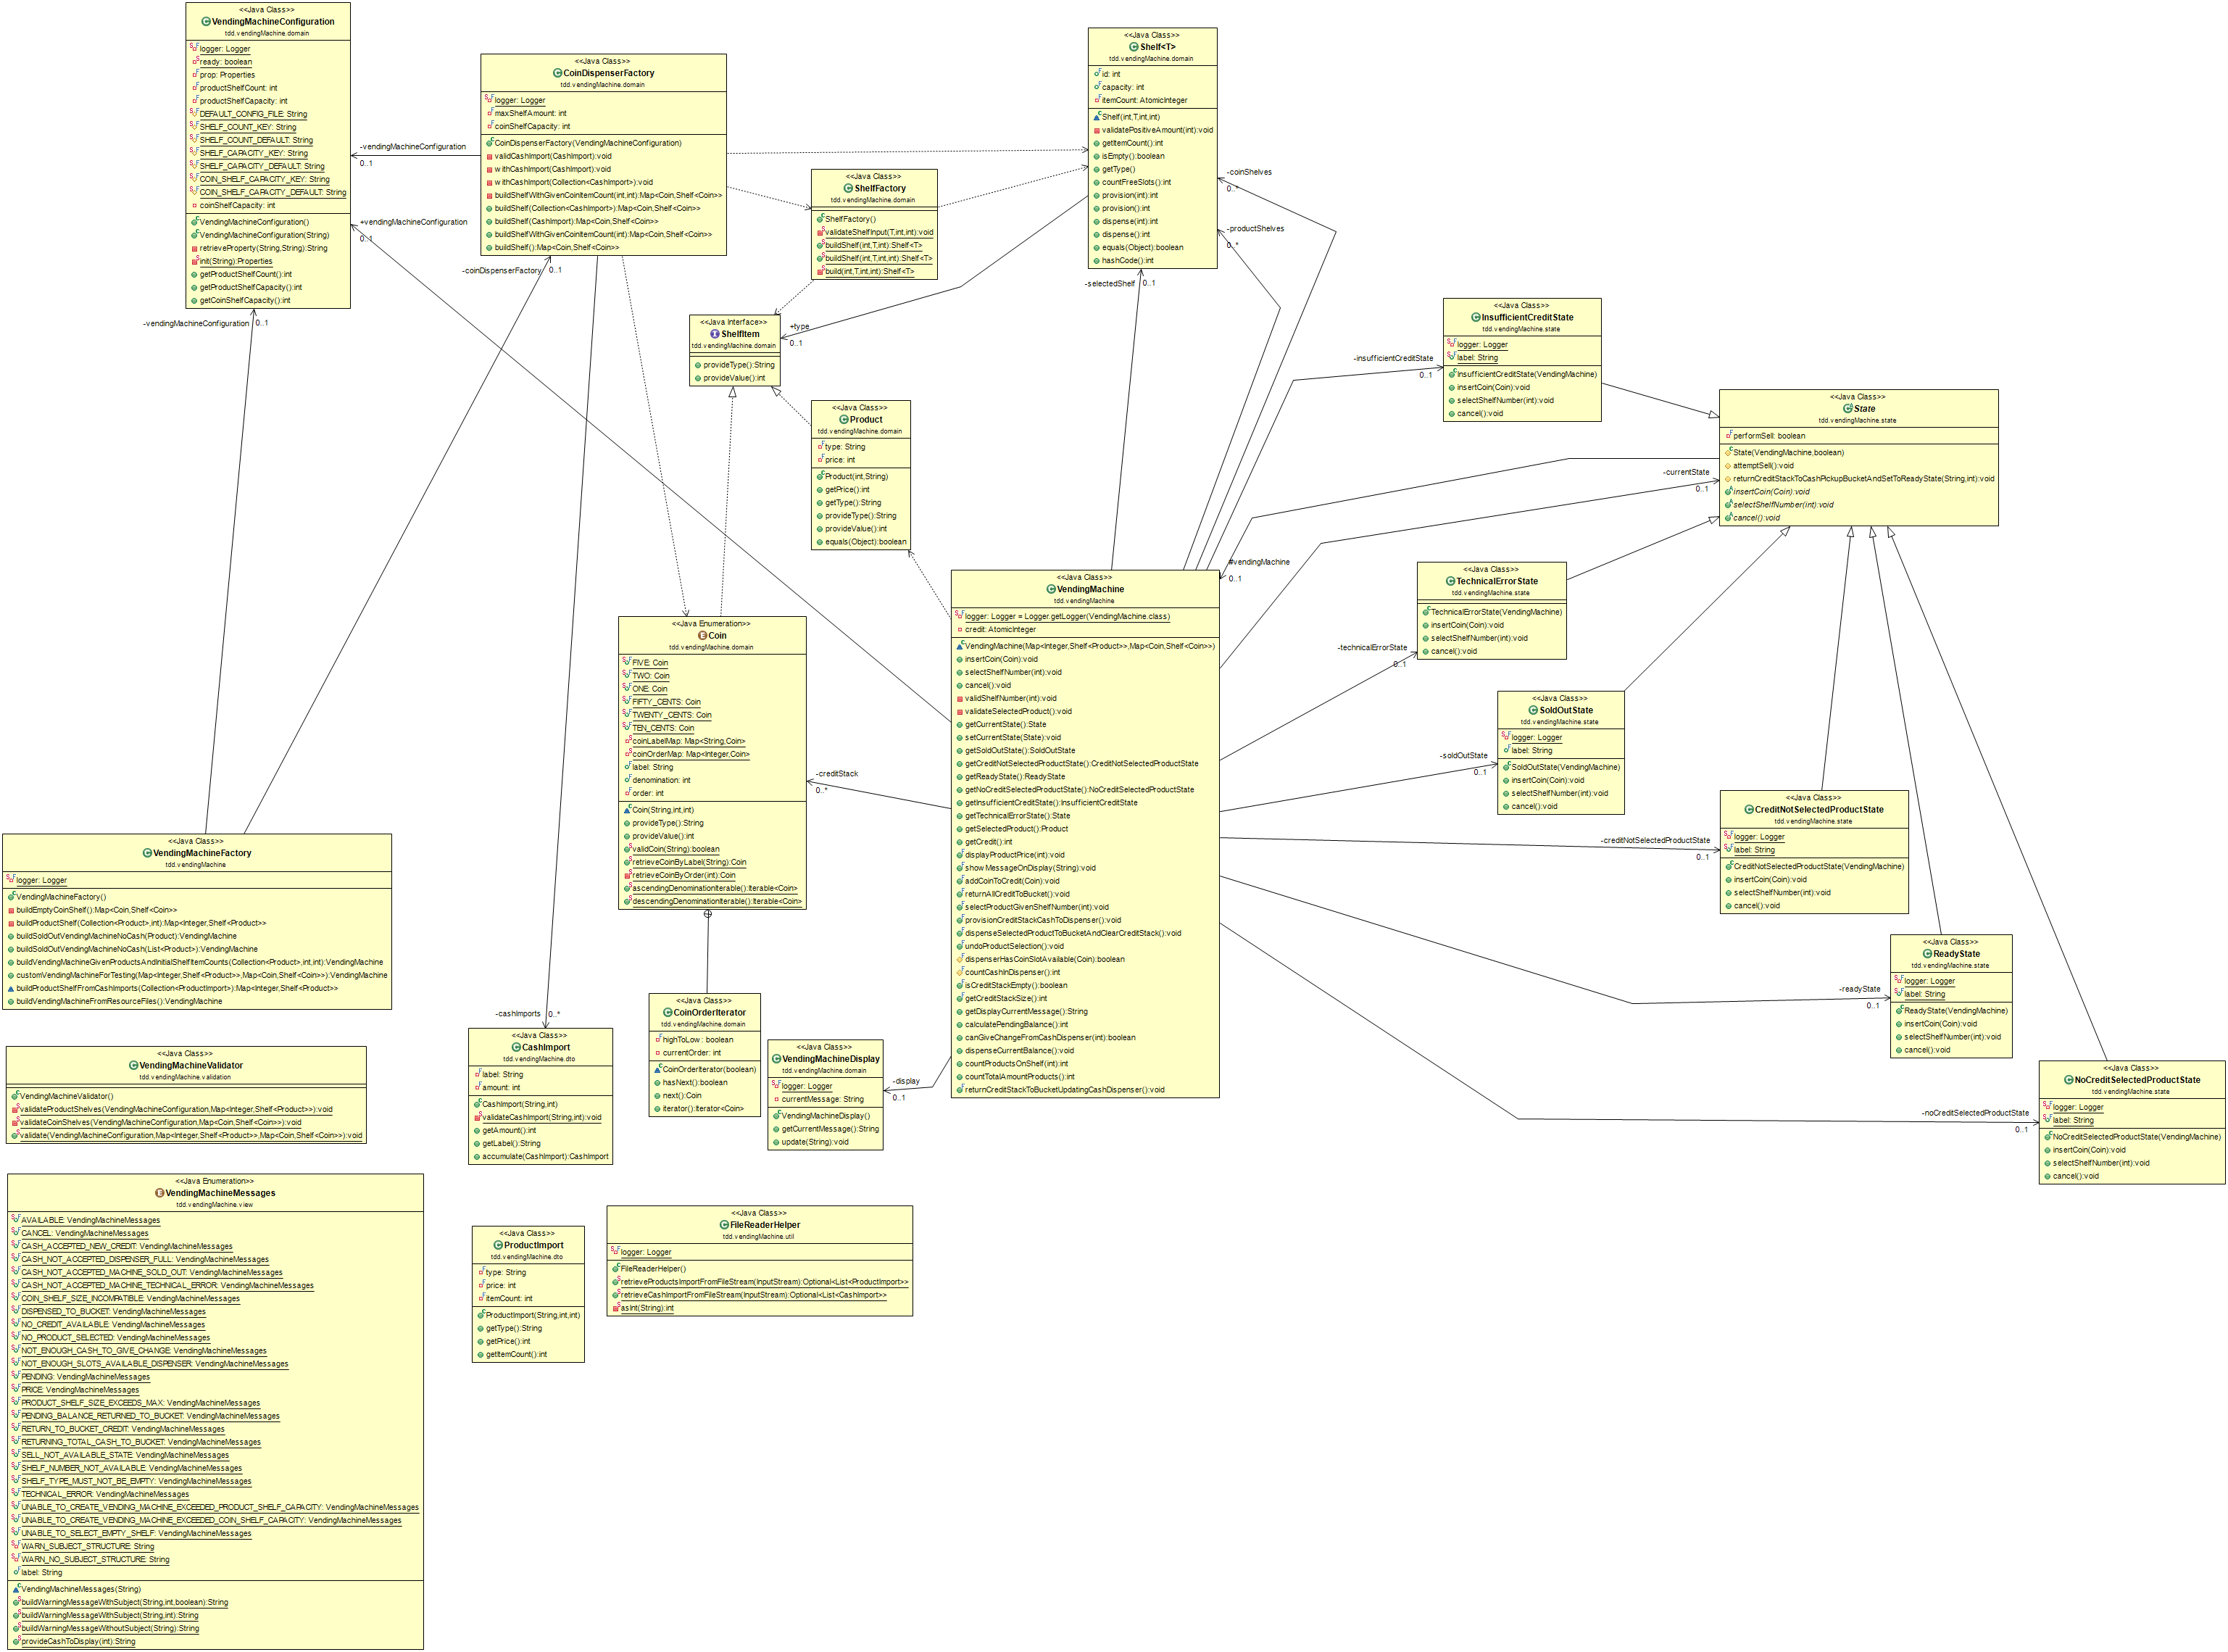 <<Java Class>>
VendingMachineConfiguration
tdd.vendingMachine.domain
logger: Logger
ready: boolean
prop: Properties
productShelfCount: int
productShelfCapacity: int
DEFAULT_CONFIG_FILE: String
SHELF_COUNT_KEY: String
SHELF_COUNT_DEFAULT: String
SHELF_CAPACITY_KEY: String
SHELF_CAPACITY_DEFAULT: String
COIN_SHELF_CAPACITY_KEY: String
COIN_SHELF_CAPACITY_DEFAULT: String
coinShelfCapacity: int
VendingMachineConfiguration()
VendingMachineConfiguration(String)
retrieveProperty(String,String):String
init(String):Properties
getProductShelfCount():int
getProductShelfCapacity():int
getCoinShelfCapacity():int
-vendingMachineConfiguration
0..1
+vendingMachineConfiguration
0..1
-vendingMachineConfiguration
0..1
<<Java Class>>
CoinDispenserFactory
tdd.vendingMachine.domain
logger: Logger
maxShelfAmount: int
coinShelfCapacity: int
CoinDispenserFactory(VendingMachineConfiguration)
validCashImport(CashImport):void
withCashImport(CashImport):void
withCashImport(Collection<CashImport>):void
buildShelfWithGivenItemCount(int,int):Map<Coin,Shelf<Coin>>
buildShelf(Collection<CashImport>):Map<Coin,Shelf<Coin>>
buildShelf(CashImport):Map<Coin,Shelf<Coin>>
buildShelfWithGivenItemCount(int):Map<Coin,Shelf<Coin>>
buildShelf():Map<Coin,Shelf<Coin>>
-coinDispenserFactory
0..1
<<Java Class>>
ShelfFactory
tdd.vendingMachine.domain
ShelfFactory()
validateShelfInput(T,int,int):void
buildShelf(int,T,int):Shelf<T>
buildShelf(int,T,int,int):Shelf<T>
build(int,T,int,int):Shelf<T>
<<Java Class>>
Shelf<T>
tdd.vendingMachine.domain
id: int
capacity: int
itemCount: AtomicInteger
Shelf(int,T,int,int)
validatePositiveAmount(int):void
getItemCount():int
isEmpty():boolean
getType()
countFreeSlots():int
provision(int):int
provision():int
dispense(int):int
dispense():int
equals(Object):boolean
hashCode():int
-coinShelves
0..*
-productShelves
0..*
-selectedShelf
0..1
<<Java Interface>>
ShelfItem
tdd.vendingMachine.domain
provideType():String
provideValue():int
+type
0..1
<<Java Class>>
Product
tdd.vendingMachine.domain
type: String
price: int
Product(int,String)
getPrice():int
getType():String
provideType():String
provideValue():int
equals(Object):boolean
<<Java Class>>
InsufficientCreditState
tdd.vendingMachine.state
logger: Logger
label: String
InsufficientCreditState(VendingMachine)
insertCoin(Coin):void
selectShelfNumber(int):void
cancel():void
-insufficientCreditState
0..1
<<Java Class>>
State
tdd.vendingMachine.state
performSell: boolean
State(VendingMachine,boolean)
attemptSell():void
returnCreditStackToCashPickupBucketAndSetToReadyState(String,int):void
insertCoin(Coin):void
selectShelfNumber(int):void
cancel():void
-currentState
0..1
#vendingMachine
0..1
<<Java Class>>
TechnicalErrorState
tdd.vendingMachine.state
TechnicalErrorState(VendingMachine)
insertCoin(Coin):void
selectShelfNumber(int):void
cancel():void
-technicalErrorState
0..1
<<Java Class>>
VendingMachine
tdd.vendingMachine
logger: Logger = Logger.getLogger(VendingMachine.class)
credit: AtomicInteger
VendingMachine(Map<Integer,Shelf<Product>>,Map<Coin,Shelf<Coin>>)
insertCoin(Coin):void
selectShelfNumber(int):void
cancel():void
validShelfNumber(int):void
validateSelectedProduct():void
getCurrentState():State
setCurrentState(State):void
getSoldOutState():SoldOutState
getCreditNotSelectedProductState():CreditNotSelectedProductState
getReadyState():ReadyState
getNoCreditSelectedProductState():NoCreditSelectedProductState
getInsufficientCreditState():InsufficientCreditState
getTechnicalErrorState():State
getSelectedProduct():Product
getCredit():int
displayProductPrice(int):void
showMessageOnDisplay(String):void
addCoinToCredit(Coin):void
returnAllCreditToBucket():void
selectProductGivenShelfNumber(int):void
provisionCreditStackCashToDispenser():void
dispenseSelectedProductToBucketAndClearCreditStack():void
undoProductSelection():void
dispenserHasCoinSlotAvailable(Coin):boolean
countCashInDispenser():int
isCreditStackEmpty():boolean
getCreditStackSize():int
getDisplayCurrentMessage():String
calculatePendingBalance():int
canGiveChangeFromCashDispenser(int):boolean
dispenseCurrentBalance():void
countProductsOnShelf(int):int
countTotalAmountProducts():int
returnCreditStackToBucketUpdatingCashDispenser():void
<<Java Enumeration>>
Coin
tdd.vendingMachine.domain
FIVE: Coin
TWO: Coin
ONE: Coin
FIFTY_CENTS: Coin
TWENTY_CENTS: Coin
TEN_CENTS: Coin
coinLabelMap: Map<String,Coin>
coinOrderMap: Map<Integer,Coin>
label: String
denomination: int
order: int
Coin(String,int,int)
provideType():String
provideValue():int
validCoin(String):boolean
retrieveCoinByLabel(String):Coin
retrieveCoinByOrder(int):Coin
ascendingDenominationIterable():Iterable<Coin>
descendingDenominationIterable():Iterable<Coin>
-creditStack
0..*
<<Java Class>>
SoldOutState
tdd.vendingMachine.state
logger: Logger
label: String
SoldOutState(VendingMachine)
insertCoin(Coin):void
selectShelfNumber(int):void
cancel():void
-soldOutState
0..1
<<Java Class>>
CreditNotSelectedProductState
tdd.vendingMachine.state
logger: Logger
label: String
CreditNotSelectedProductState(VendingMachine)
insertCoin(Coin):void
selectShelfNumber(int):void
cancel():void
-creditNotSelectedProductState
0..1
<<Java Class>>
ReadyState
tdd.vendingMachine.state
logger: Logger
label: String
ReadyState(VendingMachine)
insertCoin(Coin):void
selectShelfNumber(int):void
cancel():void
-readyState
0..1
<<Java Class>>
NoCreditSelectedProductState
tdd.vendingMachine.state
logger: Logger
label: String
NoCreditSelectedProductState(VendingMachine)
insertCoin(Coin):void
selectShelfNumber(int):void
cancel():void
-noCreditSelectedProductState
0..1
<<Java Class>>
VendingMachineFactory
tdd.vendingMachine
logger: Logger
VendingMachineFactory()
buildEmptyCoinShelf():Map<Coin,Shelf<Coin>>
buildProductShelf(Collection<Product>,int):Map<Integer,Shelf<Product>>
buildSoldOutVendingMachineNoCash(Product):VendingMachine
buildSoldOutVendingMachineNoCash(List<Product>):VendingMachine
buildVendingMachineGivenProductsAndInitialShelfItemCounts(Collection<Product>,int,int):VendingMachine
customVendingMachineForTesting(Map<Integer,Shelf<Product>>,Map<Coin,Shelf<Coin>>):VendingMachine
buildProductShelfFromCashImports(Collection<ProductImport>):Map<Integer,Shelf<Product>>
buildVendingMachineFromResourceFiles():VendingMachine
<<Java Class>>
VendingMachineValidator
tdd.vendingMachine.validation
VendingMachineValidator()
validateProductShelves(VendingMachineConfiguration,Map<Integer,Shelf<Product>>):void
validateCoinShelves(VendingMachineConfiguration,Map<Coin,Shelf<Coin>>):void
validate(VendingMachineConfiguration,Map<Integer,Shelf<Product>>,Map<Coin,Shelf<Coin>>):void
-cashImports
0..*
<<Java Class>>
CashImport
tdd.vendingMachine.dto
label: String
amount: int
CashImport(String,int)
validateCashImport(String,int):void
getAmount():int
getLabel():String
accumulate(CashImport):CashImport
<<Java Class>>
CoinOrderIterator
tdd.vendingMachine.domain
highToLow: boolean
currentOrder: int
CoinOrderIterator(boolean)
hasNext():boolean
next():Coin
iterator():Iterator<Coin>
<<Java Class>>
VendingMachineDisplay
tdd.vendingMachine.domain
logger: Logger
currentMessage: String
VendingMachineDisplay()
getCurrentMessage():String
update(String):void
-display
0..1
<<Java Enumeration>>
VendingMachineMessages
tdd.vendingMachine.view
AVAILABLE: VendingMachineMessages
CANCEL: VendingMachineMessages
CASH_ACCEPTED_NEW_CREDIT: VendingMachineMessages
CASH_NOT_ACCEPTED_DISPENSER_FULL: VendingMachineMessages
CASH_NOT_ACCEPTED_MACHINE_SOLD_OUT: VendingMachineMessages
CASH_NOT_ACCEPTED_MACHINE_TECHNICAL_ERROR: VendingMachineMessages
COIN_SHELF_SIZE_INCOMPATIBLE: VendingMachineMessages
DISPENSED_TO_BUCKET: VendingMachineMessages
NO_CREDIT_AVAILABLE: VendingMachineMessages
NO_PRODUCT_SELECTED: VendingMachineMessages
NOT_ENOUGH_CASH_TO_GIVE_CHANGE: VendingMachineMessages
NOT_ENOUGH_SLOTS_AVAILABLE_DISPENSER: VendingMachineMessages
PENDING: VendingMachineMessages
PRICE: VendingMachineMessages
PRODUCT_SHELF_SIZE_EXCEEDS_MAX: VendingMachineMessages
PENDING_BALANCE_RETURNED_TO_BUCKET: VendingMachineMessages
RETURN_TO_BUCKET_CREDIT: VendingMachineMessages
RETURNING_TOTAL_CASH_TO_BUCKET: VendingMachineMessages
SELL_NOT_AVAILABLE_STATE: VendingMachineMessages
SHELF_NUMBER_NOT_AVAILABLE: VendingMachineMessages
SHELF_TYPE_MUST_NOT_BE_EMPTY: VendingMachineMessages
TECHNICAL_ERROR: VendingMachineMessages
UNABLE_TO_CREATE_VENDING_MACHINE_EXCEEDED_PRODUCT_SHELF_CAPACITY: VendingMachineMessages
UNABLE_TO_CREATE_VENDING_MACHINE_EXCEEDED_COIN_SHELF_CAPACITY: VendingMachineMessages
UNABLE_TO_SELECT_EMPTY_SHELF: VendingMachineMessages
WARN_SUBJECT_STRUCTURE: String
WARN_NO_SUBJECT_STRUCTURE: String
label: String
VendingMachineMessages(String)
buildWarningMessageWithSubject(String,int,boolean):String
buildWarningMessageWithSubject(String,int):String
buildWarningMessageWithoutSubject(String):String
provideCashToDisplay(int):String
<<Java Class>>
ProductImport
tdd.vendingMachine.dto
type: String
price: int
itemCount: int
ProductImport(String,int,int)
getType():String
getPrice():int
getItemCount():int
<<Java Class>>
FileReaderHelper
tdd.vendingMachine.util
logger: Logger
FileReaderHelper()
retrieveProductsImportFromFileStream(InputStream):Optional<List<ProductImport>>
retrieveCashImportFromFileStream(InputStream):Optional<List<CashImport>>
asInt(String):int